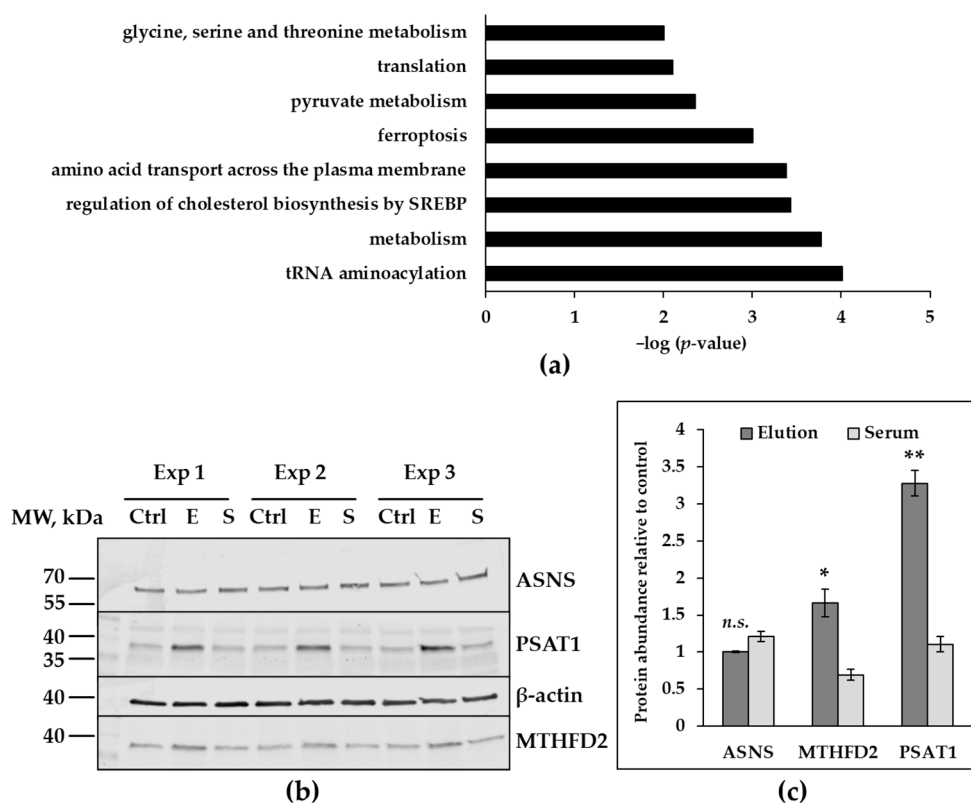 (a)
glycine, serine and threonine metabolism
translation
pyruvate metabolism
ferroptosis
amino acid transport across the plasma membrane
regulation of cholesterol biosynthesis by SREBP
metabolism
tRNA aminoacylation
0 1 2 3 4 5
−log (p-value)
(a)
Exp 1 Exp 2 Exp 3
MW, kDa Ctrl E S Ctrl E S Ctrl E S
70
55
ASNS
40
35
PSAT1
40
β-actin
40
MTHFD2
(b)
Protein abundance relative to control
4
3.5
3
2.5
2
1.5
1
0.5
0
Elution Serum
n.s.
*
**
ASNS MTHFD2 PSAT1
(c)